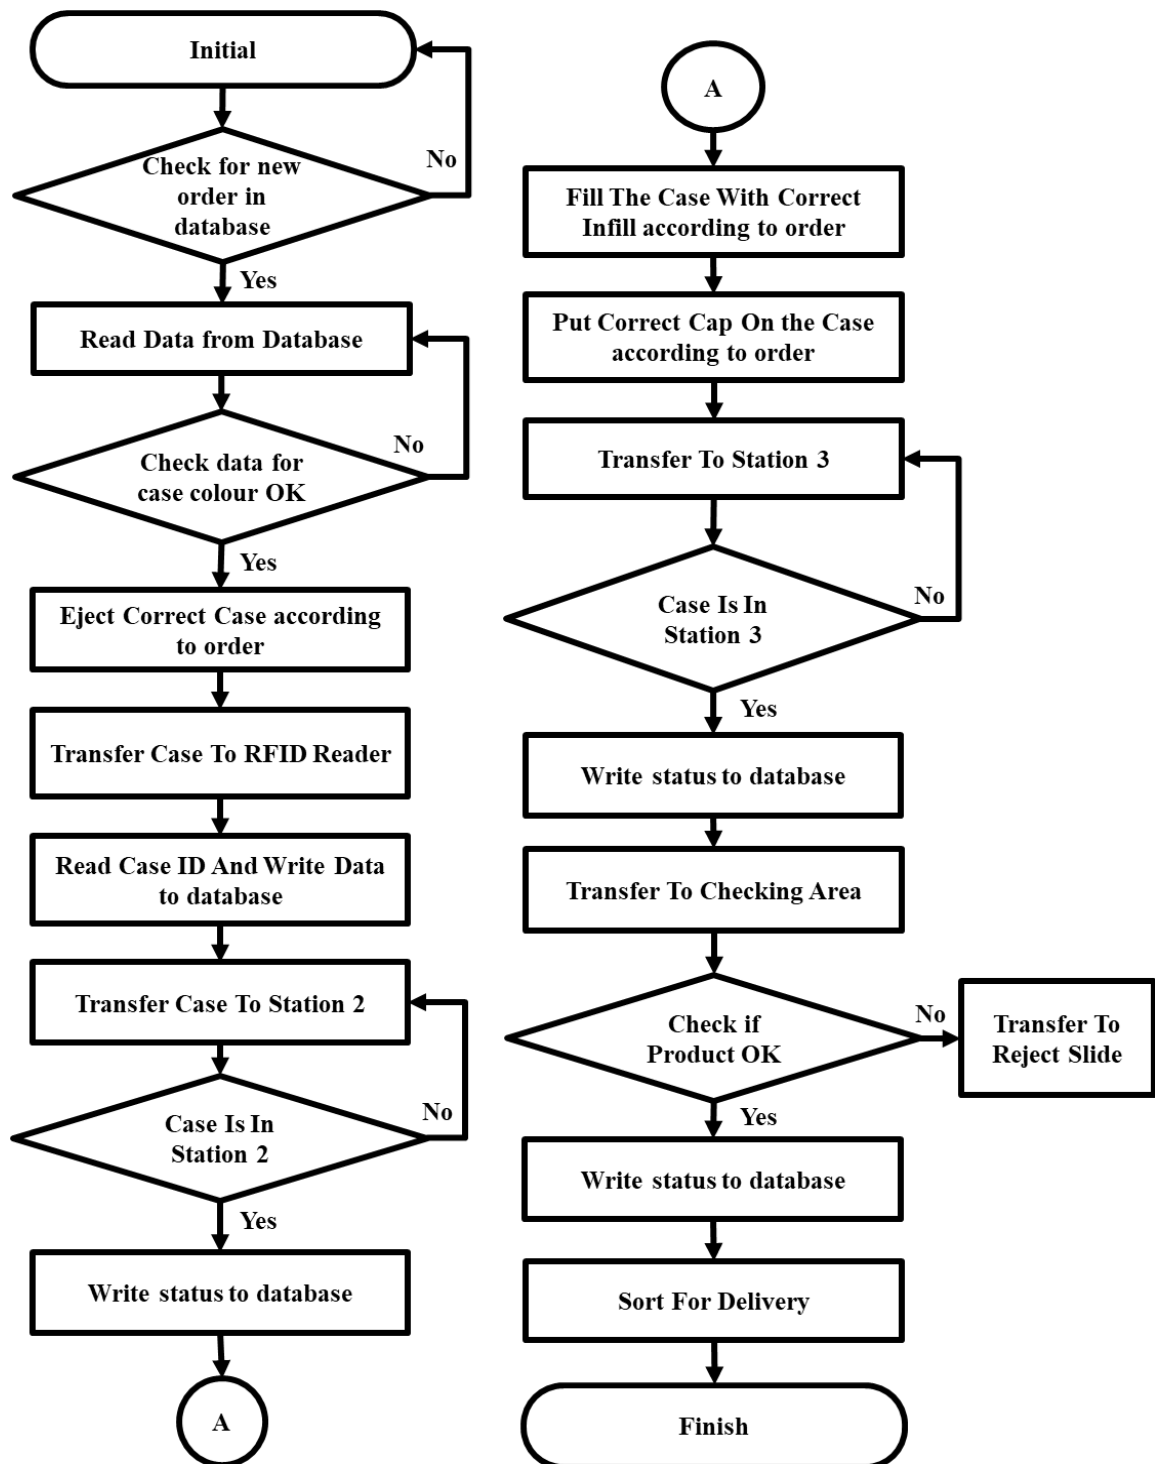 Initial
Check for new
order in
database
No
Yes
Read Data from Database
Check data for
case colour OK
No
Yes
Eject Correct Case according
to order
Transfer Case To RFID Reader
Read Case ID And Write Data
to database
Transfer Case To Station 2
Case Is In
Station 2
No
Yes
Write status to database
A
A
Fill The Case With Correct
Infill according to order
Put Correct Cap On the Case
according to order
Transfer To Station 3
Case Is In
Station 3
No
Yes
Write status to database
Transfer To Checking Area
Check if
Product OK
No
Transfer To
Reject Slide
Yes
Write status to database
Sort For Delivery
Finish